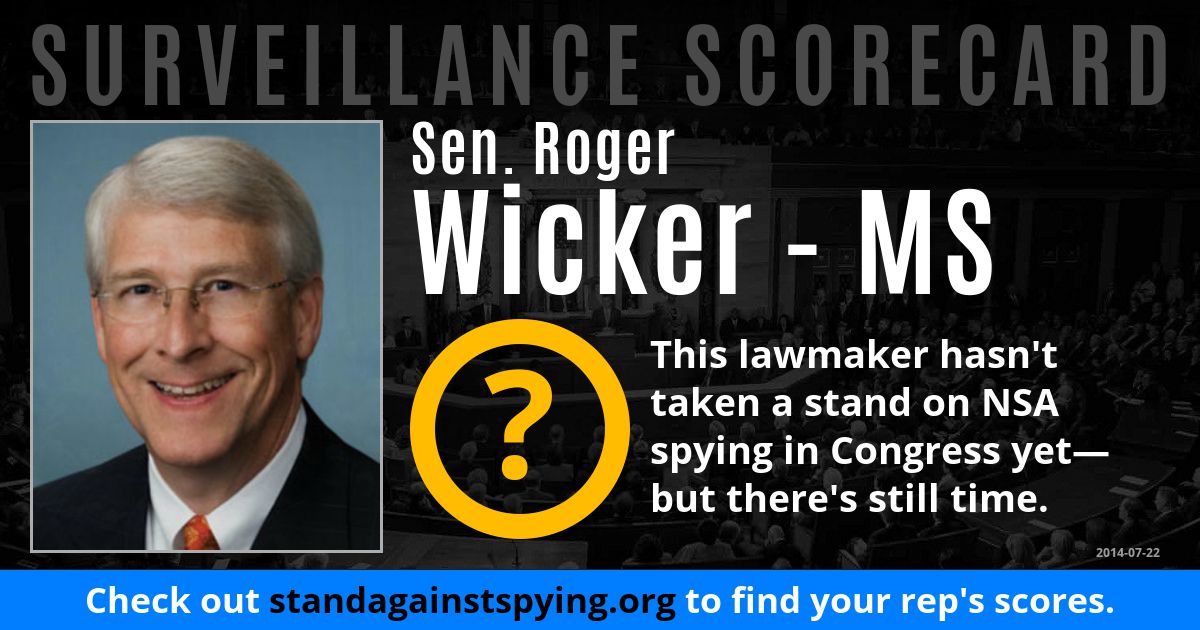 SURVEILLANCE SCORECARD
Sen. Roger
Wicker - MS
?
This lawmaker hasn't
taken a stand on NSA
spying in Congress yet—
but there's still time.
2014-07-22
Check out standagainstspying.org to find your rep's scores.